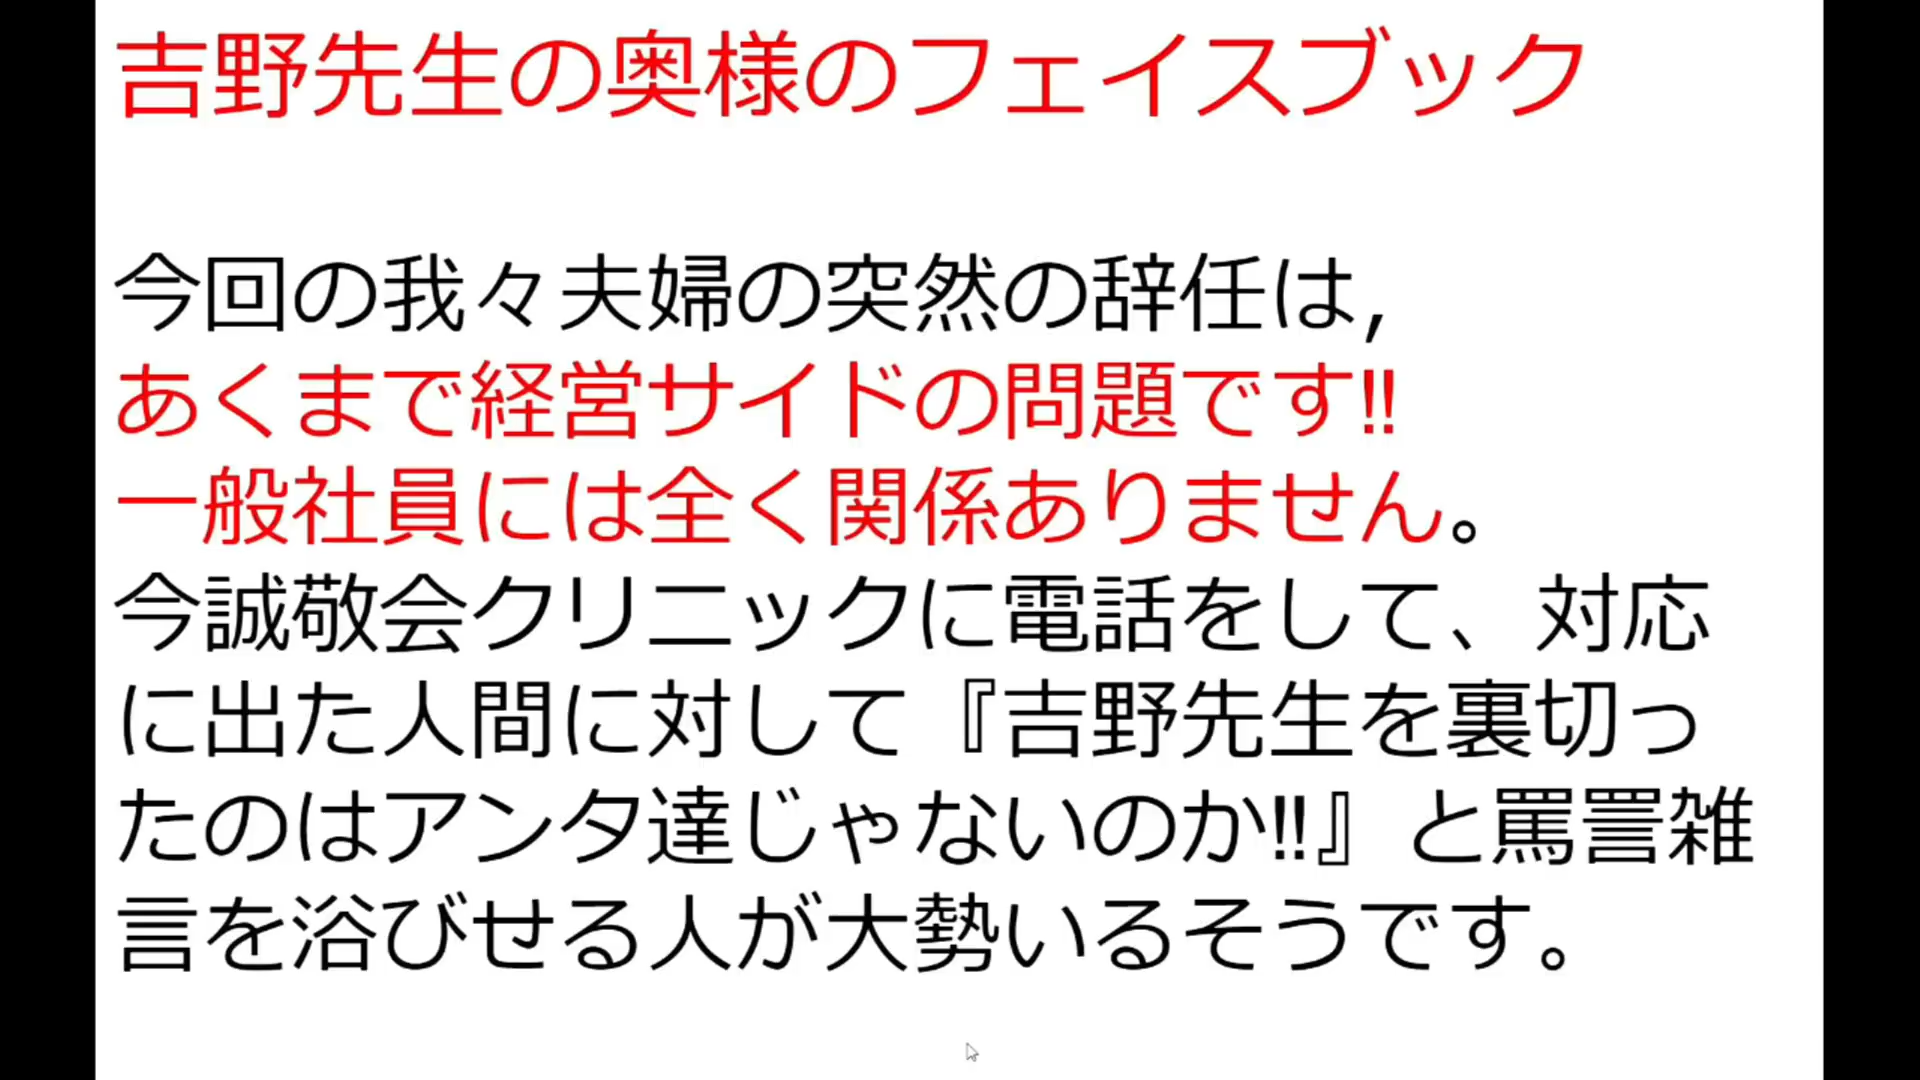 吉野先生の奥様のフェイスブック
今回の我々夫婦の突然の辞任は,
あくまで経営サイドの問題です‼
一般社員には全く関係ありません。
今誠敬会クリニックに電話をして、対応
に出た人間に対して『吉野先生を裏切っ
たのはアンタ達じゃないのか‼』と罵詈雑
言を浴びせる人が大勢いるそうです。